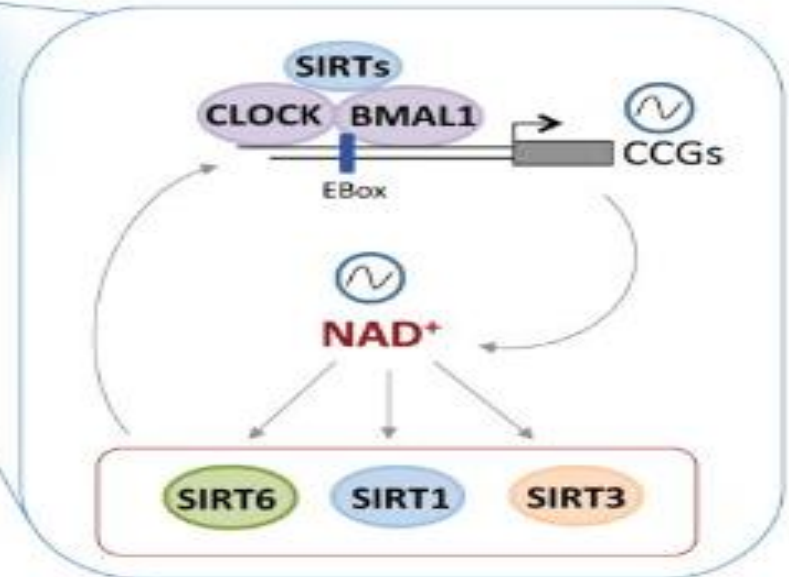 SIRTs
CLOCK BMAL1
CCGs
EBox
NAD⁺
SIRT6 SIRT1 SIRT3